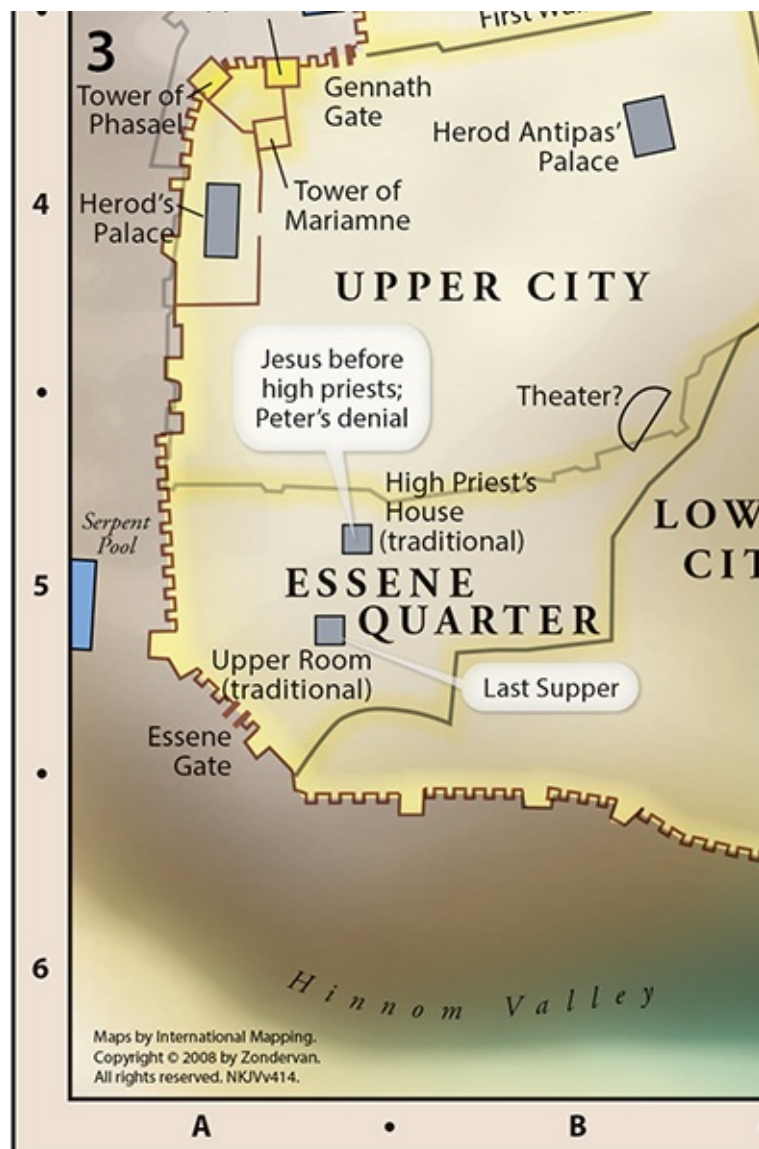 3
First
Tower of
Phasael
Gennath
Gate
Herod Antipas’
Palace
Tower of
Mariamne
4
Herod’s
Palace
UPPER CITY
Jesus before
high priests;
Peter’s denial
Theater?
High Priest’s
House
(traditional)
Serpent
Pool
LOW
CIT
5
ESSENE
QUARTER
Upper Room
(traditional)
Last Supper
Essene
Gate
6
Hinnom Valley
Maps by International Mapping.
Copyright © 2008 by Zondervan.
All rights reserved. NKJVv414.
A
B